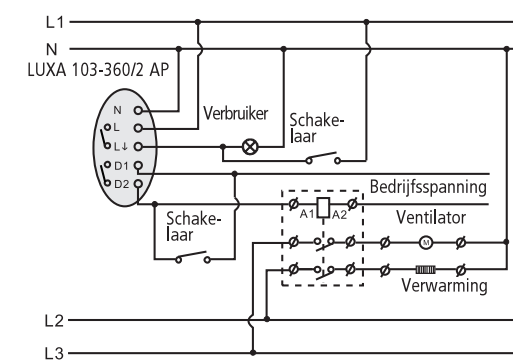 L1
N
LUXA 103-360/2 AP
N
L
L↓
D1
D2
Verbruiker
Schake-
laar
Bedrijfsspanning
A1 A2
Ventilator
M
Schake-
laar
Verwarming
L2
L3